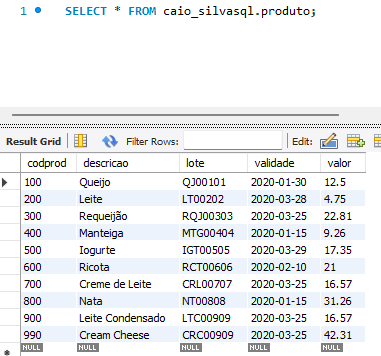 1 SELECT * FROM caio_silvasql.produto;
Result Grid Filter Rows: Edit:
codprod descricao lote validade valor
100 Queijo QJ00101 2020-01-30 12.5
200 Leite LT00202 2020-03-28 4.75
300 Requeijão RQJ00303 2020-03-25 22.81
400 Manteiga MTG00404 2020-01-15 9.26
500 Iogurte IGT00505 2020-03-29 17.35
600 Ricota RCT00606 2020-02-10 21
700 Creme de Leite CRL00707 2020-03-25 16.57
800 Nata NT00808 2020-01-15 31.26
900 Leite Condensado LTC00909 2020-03-25 16.57
990 Cream Cheese CRC00909 2020-03-25 42.31
NULL NULL NULL NULL NULL